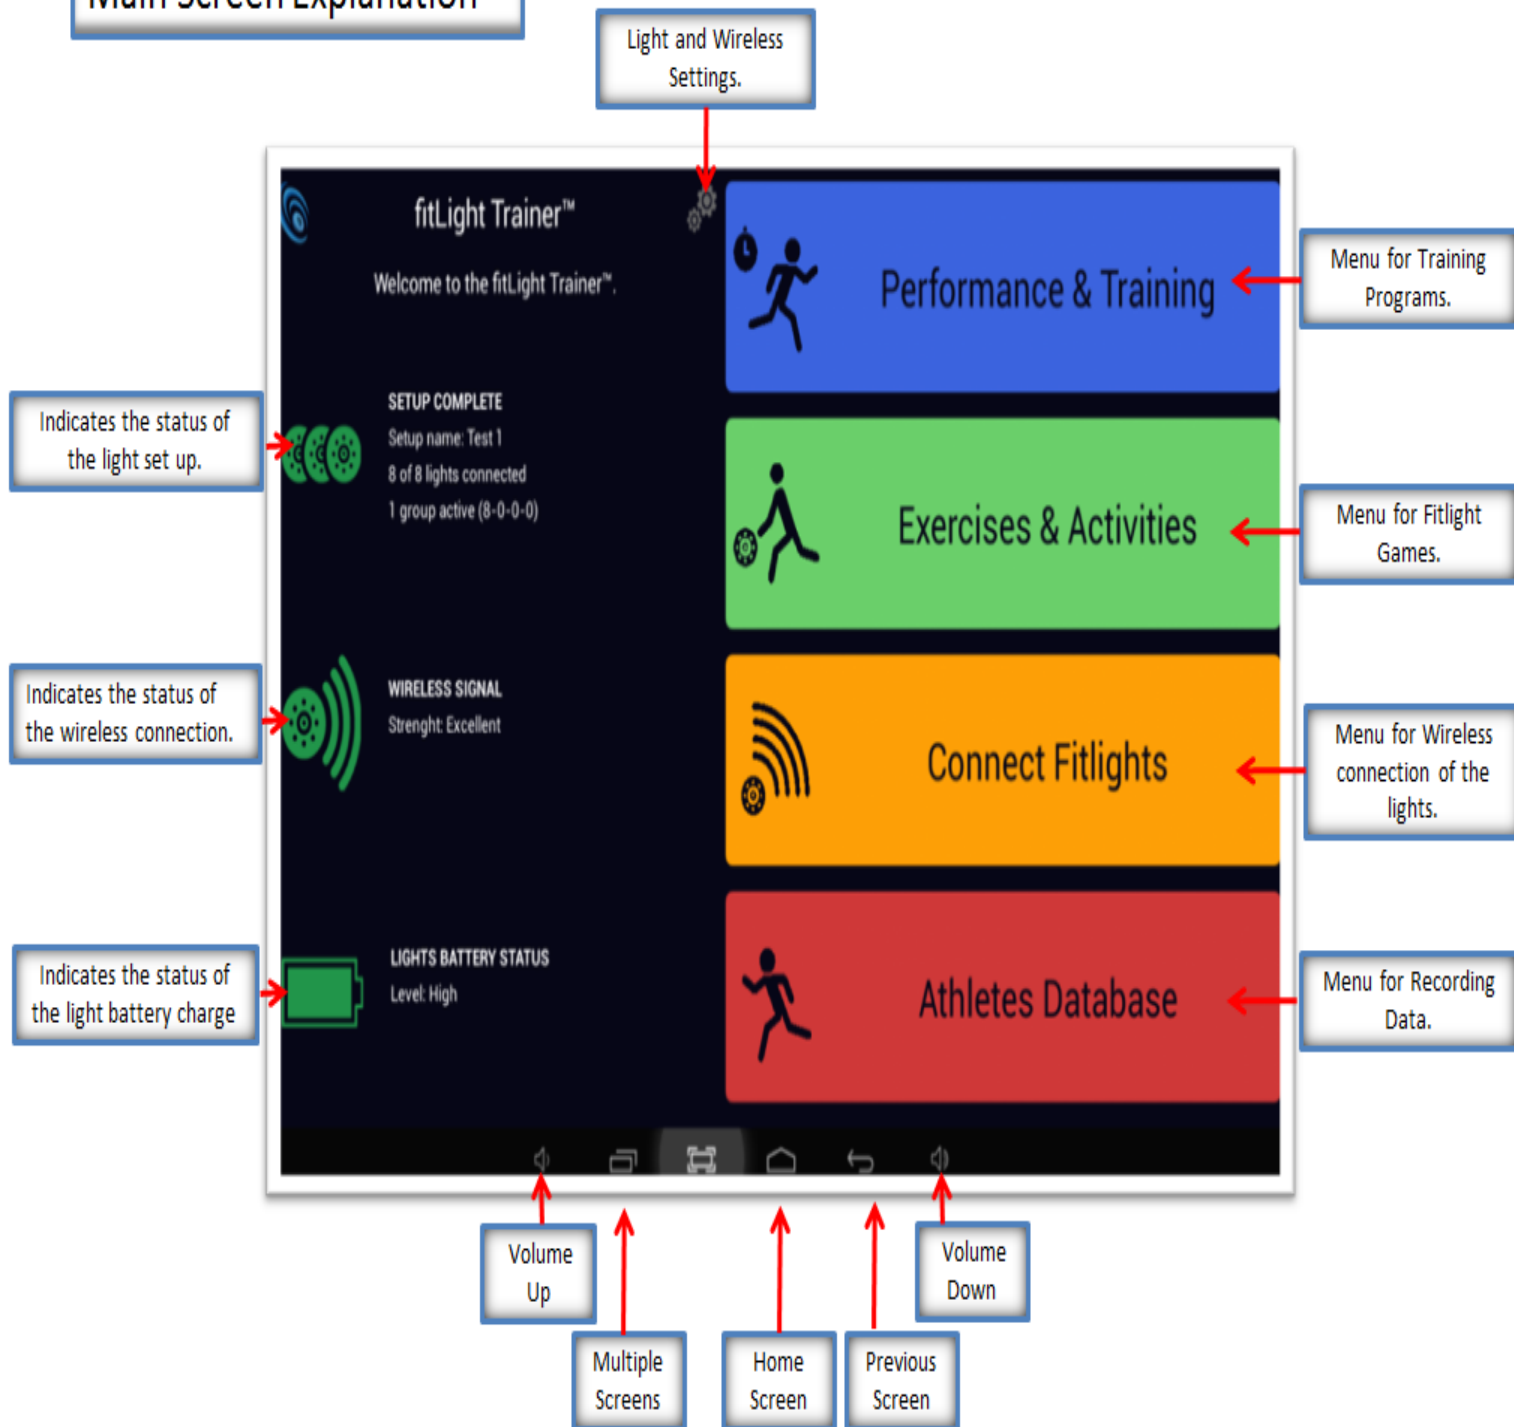 Main Screen Explanation
Light and Wireless
Settings.
fitLight Trainer™
Welcome to the fitLight Trainer™.
Performance & Training
Menu for Training
Programs.
Indicates the status of
the light set up.
SETUP COMPLETE
Setup name: Test 1
8 of 8 lights connected
1 group active (8-0-0-0)
Exercises & Activities
Menu for Fitlight
Games.
Indicates the status of
the wireless connection.
WIRELESS SIGNAL
Strenght: Excellent
Connect Fitlights
Menu for Wireless
connection of the
lights.
Indicates the status of
the light battery charge
LIGHTS BATTERY STATUS
Level: High
Athletes Database
Menu for Recording
Data.
Volume
Up
Volume
Down
Multiple
Screens
Home
Screen
Previous
Screen